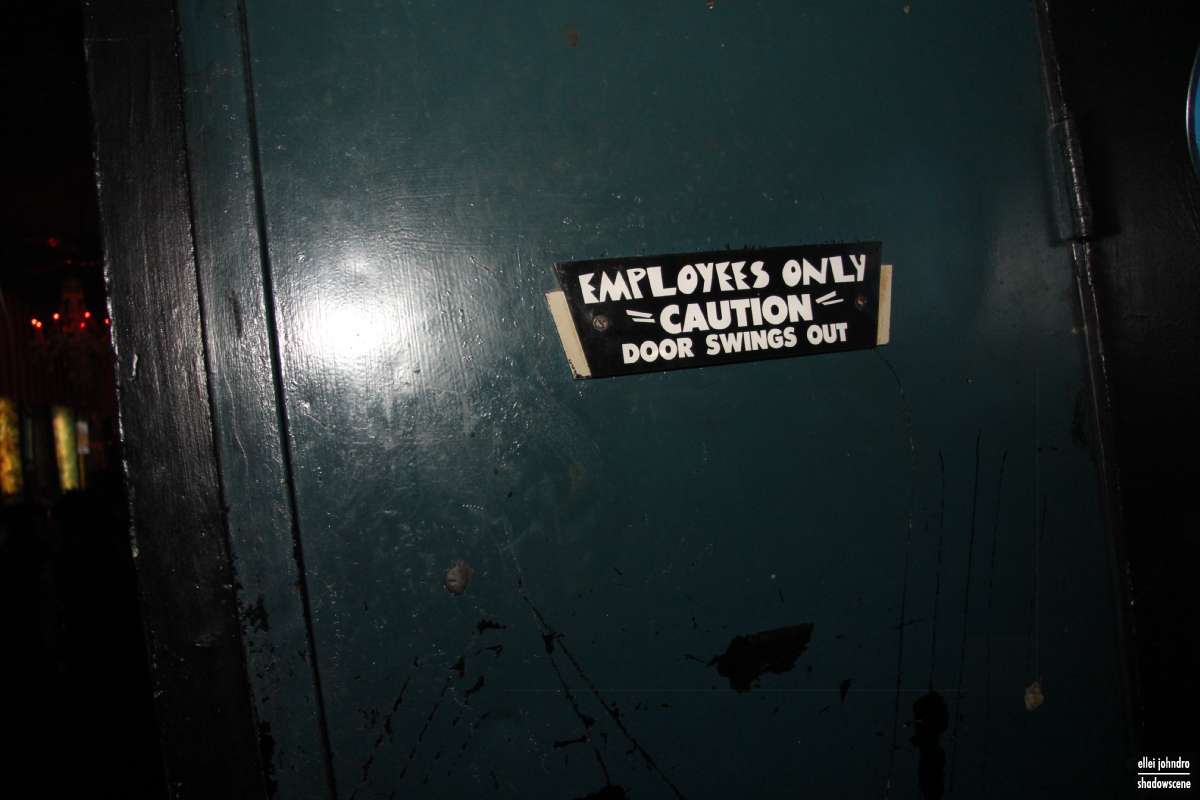 EMPLOYEES ONLY
CAUTION
DOOR SWINGS OUT
ellei johndro
shadowscene